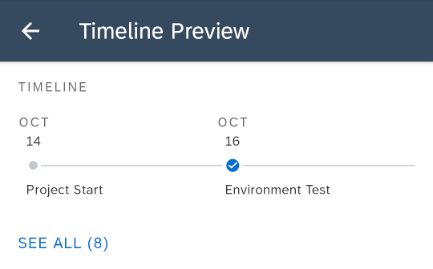 Timeline Preview
TIMELINE
OCT OCT
14 16
Project Start Environment Test
SEE ALL (8)